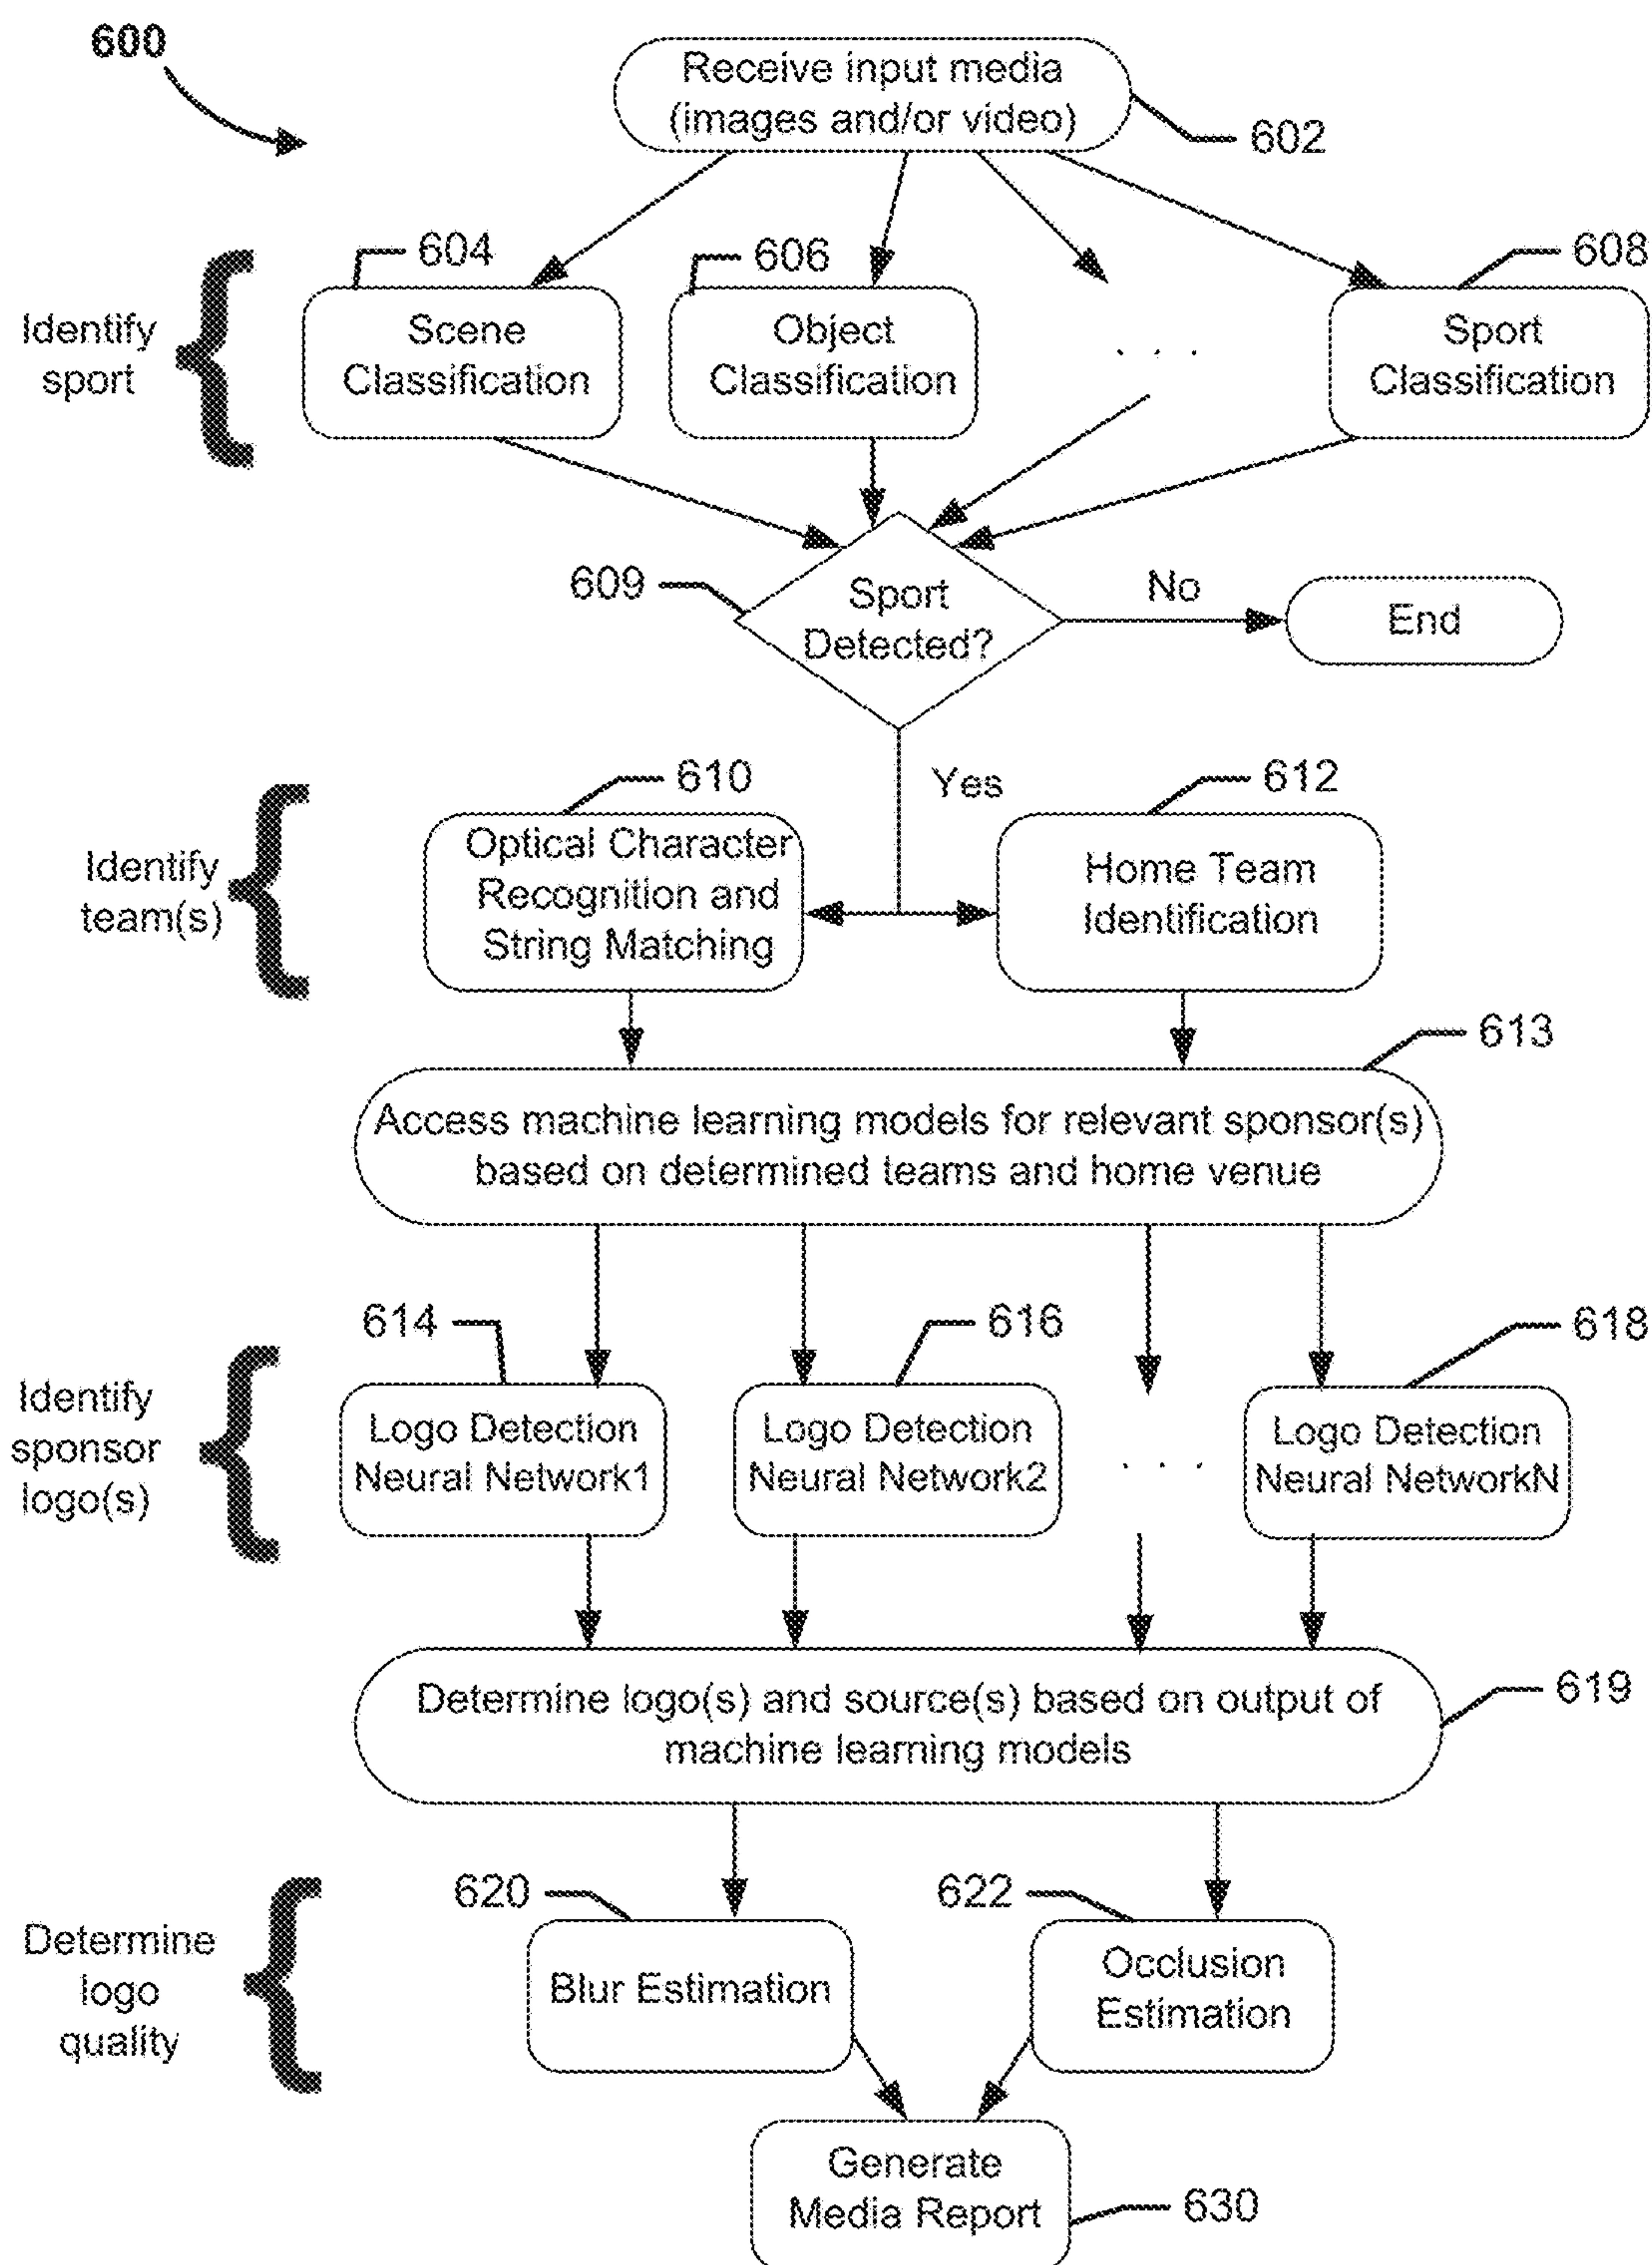 600
Receive input media
(images and/or video)
602
604
606
608
Identify
sport
Scene
Classification
Object
Classification
. . .
Sport
Classification
609
Sport
Detected?
No
End
Yes
610
612
Identify
team(s)
Optical Character
Recognition and
String Matching
Home Team
Identification
613
Access machine learning models for relevant sponsor(s)
based on determined teams and home venue
614
616
618
Identify
sponsor
logo(s)
Logo Detection
Neural Network1
Logo Detection
Neural Network2
. . .
Logo Detection
Neural NetworkN
Determine logo(s) and source(s) based on output of
machine learning models
619
620
622
Determine
logo
quality
Blur Estimation
Occlusion
Estimation
Generate
Media Report
630